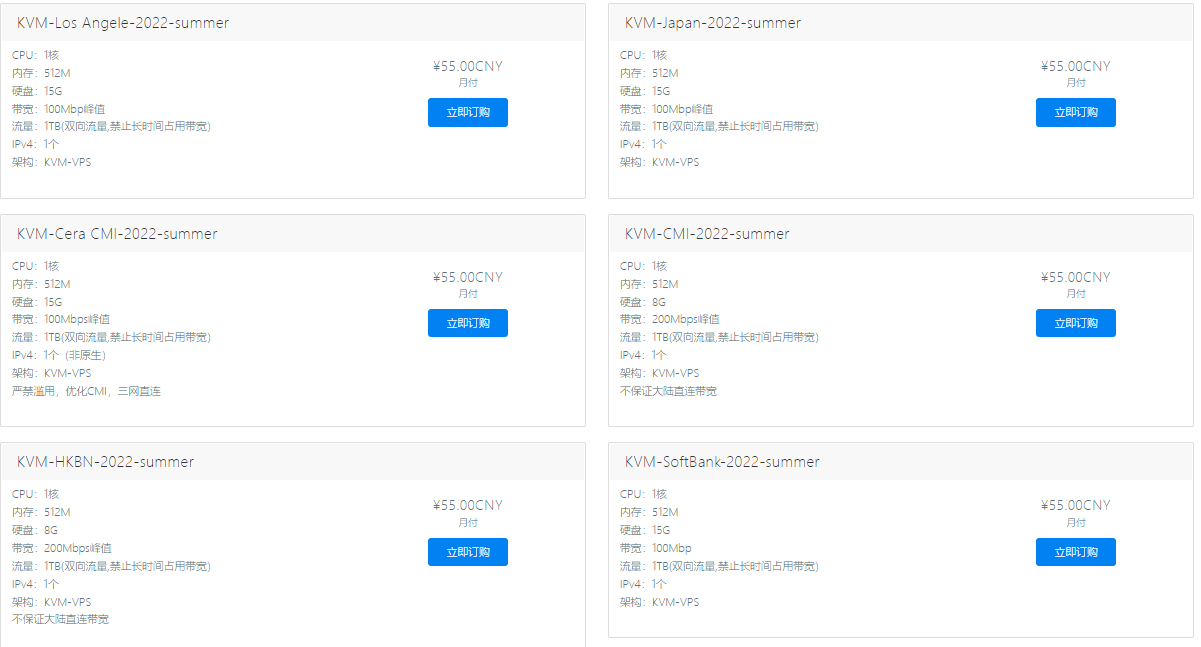 KVM-Los Angele-2022-summer
CPU：1核
内存：512M
硬盘：15G
带宽：100Mbp峰值
流量：1TB(双向流量,禁止长时间占用带宽)
IPv4：1个
架构：KVM-VPS
¥55.00CNY
月付
立即订购
KVM-Japan-2022-summer
CPU：1核
内存：512M
硬盘：15G
带宽：100Mbp峰值
流量：1TB(双向流量,禁止长时间占用带宽)
IPv4：1个
架构：KVM-VPS
¥55.00CNY
月付
立即订购
KVM-Cera CMI-2022-summer
CPU：1核
内存：512M
硬盘：15G
带宽：100Mbps峰值
流量：1TB(双向流量,禁止长时间占用带宽)
IPv4：1个（非原生）
架构：KVM-VPS
严禁滥用，优化CMI，三网直连
¥55.00CNY
月付
立即订购
KVM-CMI-2022-summer
CPU：1核
内存：512M
硬盘：8G
带宽：200Mbps峰值
流量：1TB(双向流量,禁止长时间占用带宽)
IPv4：1个
架构：KVM-VPS
不保证大陆直连带宽
¥55.00CNY
月付
立即订购
KVM-HKBN-2022-summer
CPU：1核
内存：512M
硬盘：8G
带宽：200Mbps峰值
流量：1TB(双向流量,禁止长时间占用带宽)
IPv4：1个
架构：KVM-VPS
不保证大陆直连带宽
¥55.00CNY
月付
立即订购
KVM-SoftBank-2022-summer
CPU：1核
内存：512M
硬盘：15G
带宽：100Mbp
流量：1TB(双向流量,禁止长时间占用带宽)
IPv4：1个
架构：KVM-VPS
¥55.00CNY
月付
立即订购